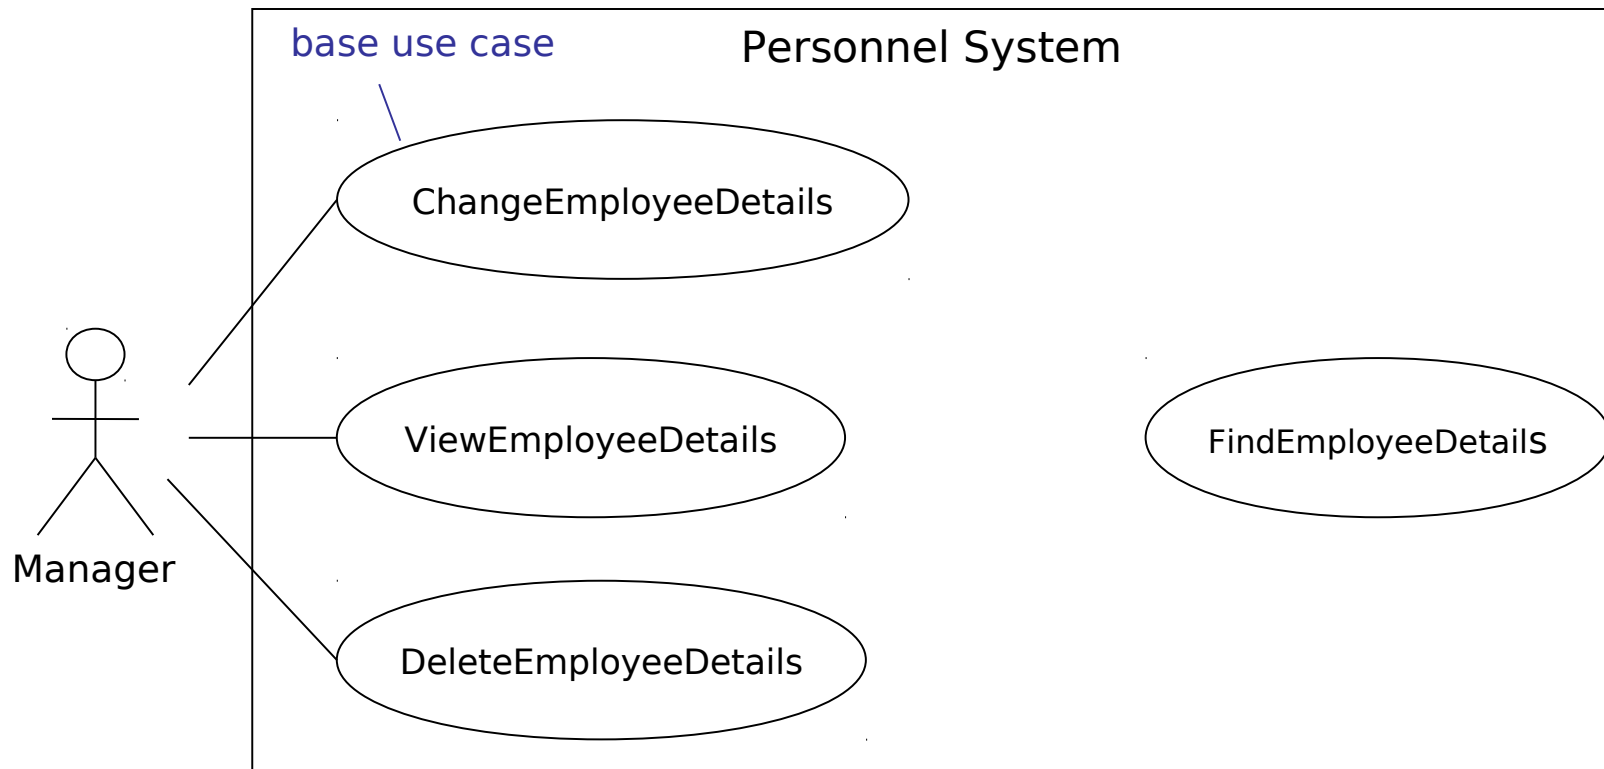 base use case
Personnel System
ChangeEmployeeDetails
ViewEmployeeDetails
FindEmployeeDetails
Manager
DeleteEmployeeDetails